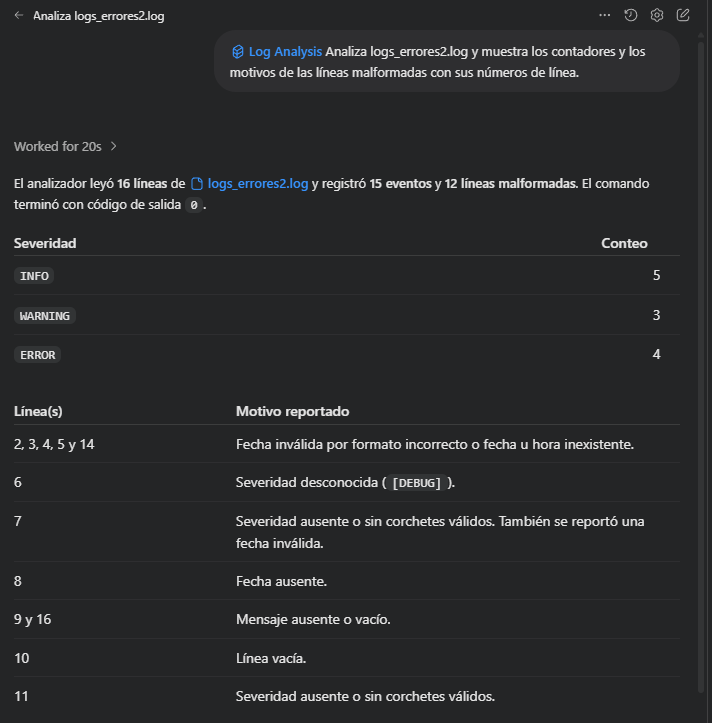 Analiza logs_errores2.log
Log Analysis Analiza logs_errores2.log y muestra los contadores y los
motivos de las líneas malformadas con sus números de línea.
Worked for 20s
El analizador leyó 16 líneas de logs_errores2.log y registró 15 eventos y 12 líneas malformadas. El comando
terminó con código de salida 0.
Severidad Conteo
INFO 5
WARNING 3
ERROR 4
Línea(s) Motivo reportado
2, 3, 4, 5 y 14 Fecha inválida por formato incorrecto o fecha u hora inexistente.
6 Severidad desconocida ( [DEBUG] ).
7 Severidad ausente o sin corchetes válidos. También se reportó una
fecha inválida.
8 Fecha ausente.
9 y 16 Mensaje ausente o vacío.
10 Línea vacía.
11 Severidad ausente o sin corchetes válidos.